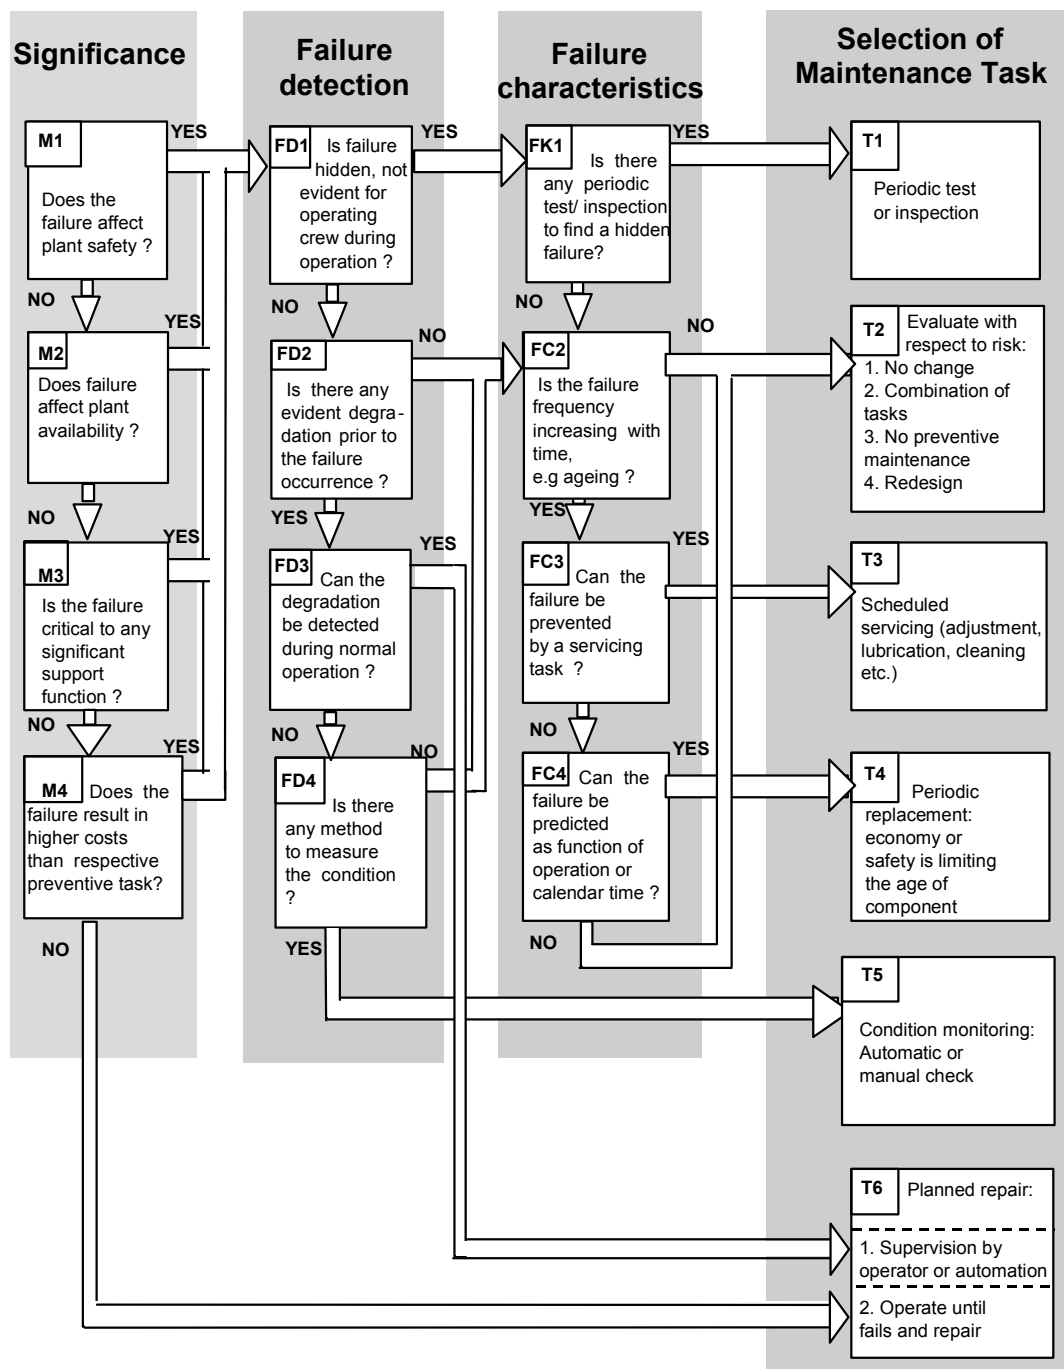 Significance
Failure
detection
Failure
characteristics
Selection of
Maintenance Task
M1
Does the
failure affect
plant safety ?
YES
NO
M2
Does failure
affect plant
availability ?
YES
NO
M3
Is the failure
critical to any
significant
support
function ?
YES
NO
M4 Does the
failure result in
higher costs
than respective
preventive task?
YES
NO
FD1 Is failure
hidden, not
evident for
operating
crew during
operation ?
YES
NO
FD2
Is there any
evident degra-
dation prior to
the failure
occurrence ?
NO
YES
FD3 Can the
degradation
be detected
during normal
operation ?
YES
NO
FD4 Is there
any method
to measure
the condition
?
NO
YES
FK1 Is there
any periodic
test/ inspection
to find a hidden
failure?
YES
NO
FC2
Is the failure
frequency
increasing with
time,
e.g ageing ?
NO
YES
FC3 Can the
failure be
prevented
by a servicing
task ?
YES
NO
FC4 Can the
failure be
predicted
as function of
operation or
calendar time ?
YES
NO
T1
Periodic test
or inspection
T2 Evaluate with
respect to risk:
1. No change
2. Combination of
tasks
3. No preventive
maintenance
4. Redesign
T3
Scheduled
servicing (adjustment,
lubrication, cleaning
etc.)
T4 Periodic
replacement:
economy or
safety is limiting
the age of
component
T5
Condition monitoring:
Automatic or
manual check
T6 Planned repair:
1. Supervision by
operator or automation
2. Operate until
fails and repair